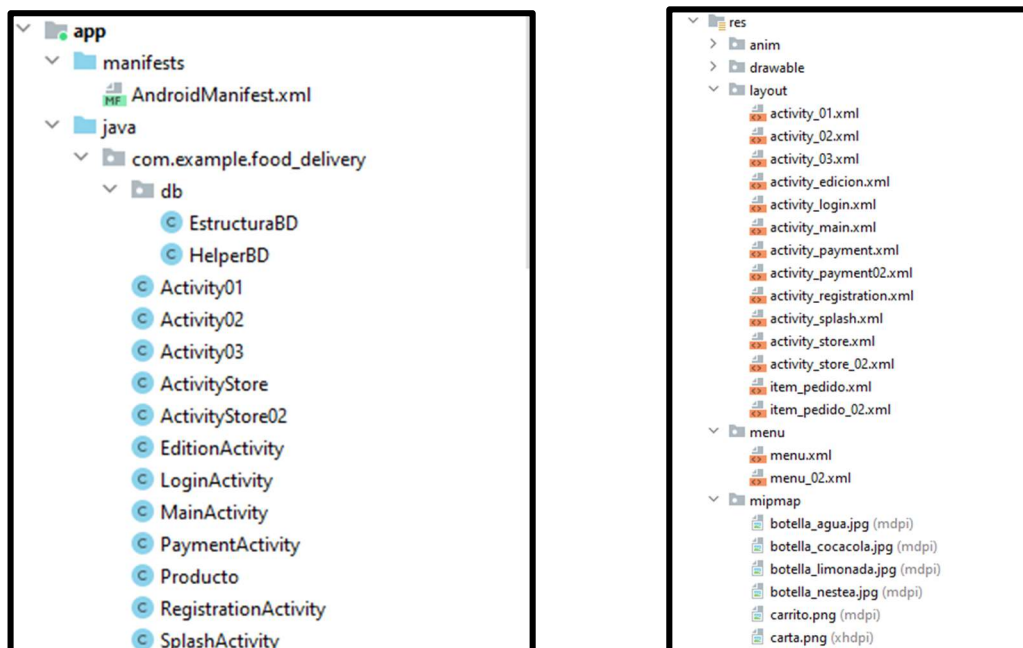 app
manifests
MF AndroidManifest.xml
java
com.example.food_delivery
db
C EstructuraBD
C HelperBD
C Activity01
C Activity02
C Activity03
C ActivityStore
C ActivityStore02
C EditionActivity
C LoginActivity
C MainActivity
C PaymentActivity
C Producto
C RegistrationActivity
C SplashActivity
res
anim
drawable
layout
activity_01.xml
activity_02.xml
activity_03.xml
activity_edicion.xml
activity_login.xml
activity_main.xml
activity_payment.xml
activity_payment02.xml
activity_registration.xml
activity_splash.xml
activity_store.xml
activity_store_02.xml
item_pedido.xml
item_pedido_02.xml
menu
menu.xml
menu_02.xml
mipmap
botella_agua.jpg (mdpi)
botella_cocacola.jpg (mdpi)
botella_limonada.jpg (mdpi)
botella_nestea.jpg (mdpi)
carrito.png (mdpi)
carta.png (xhdpi)